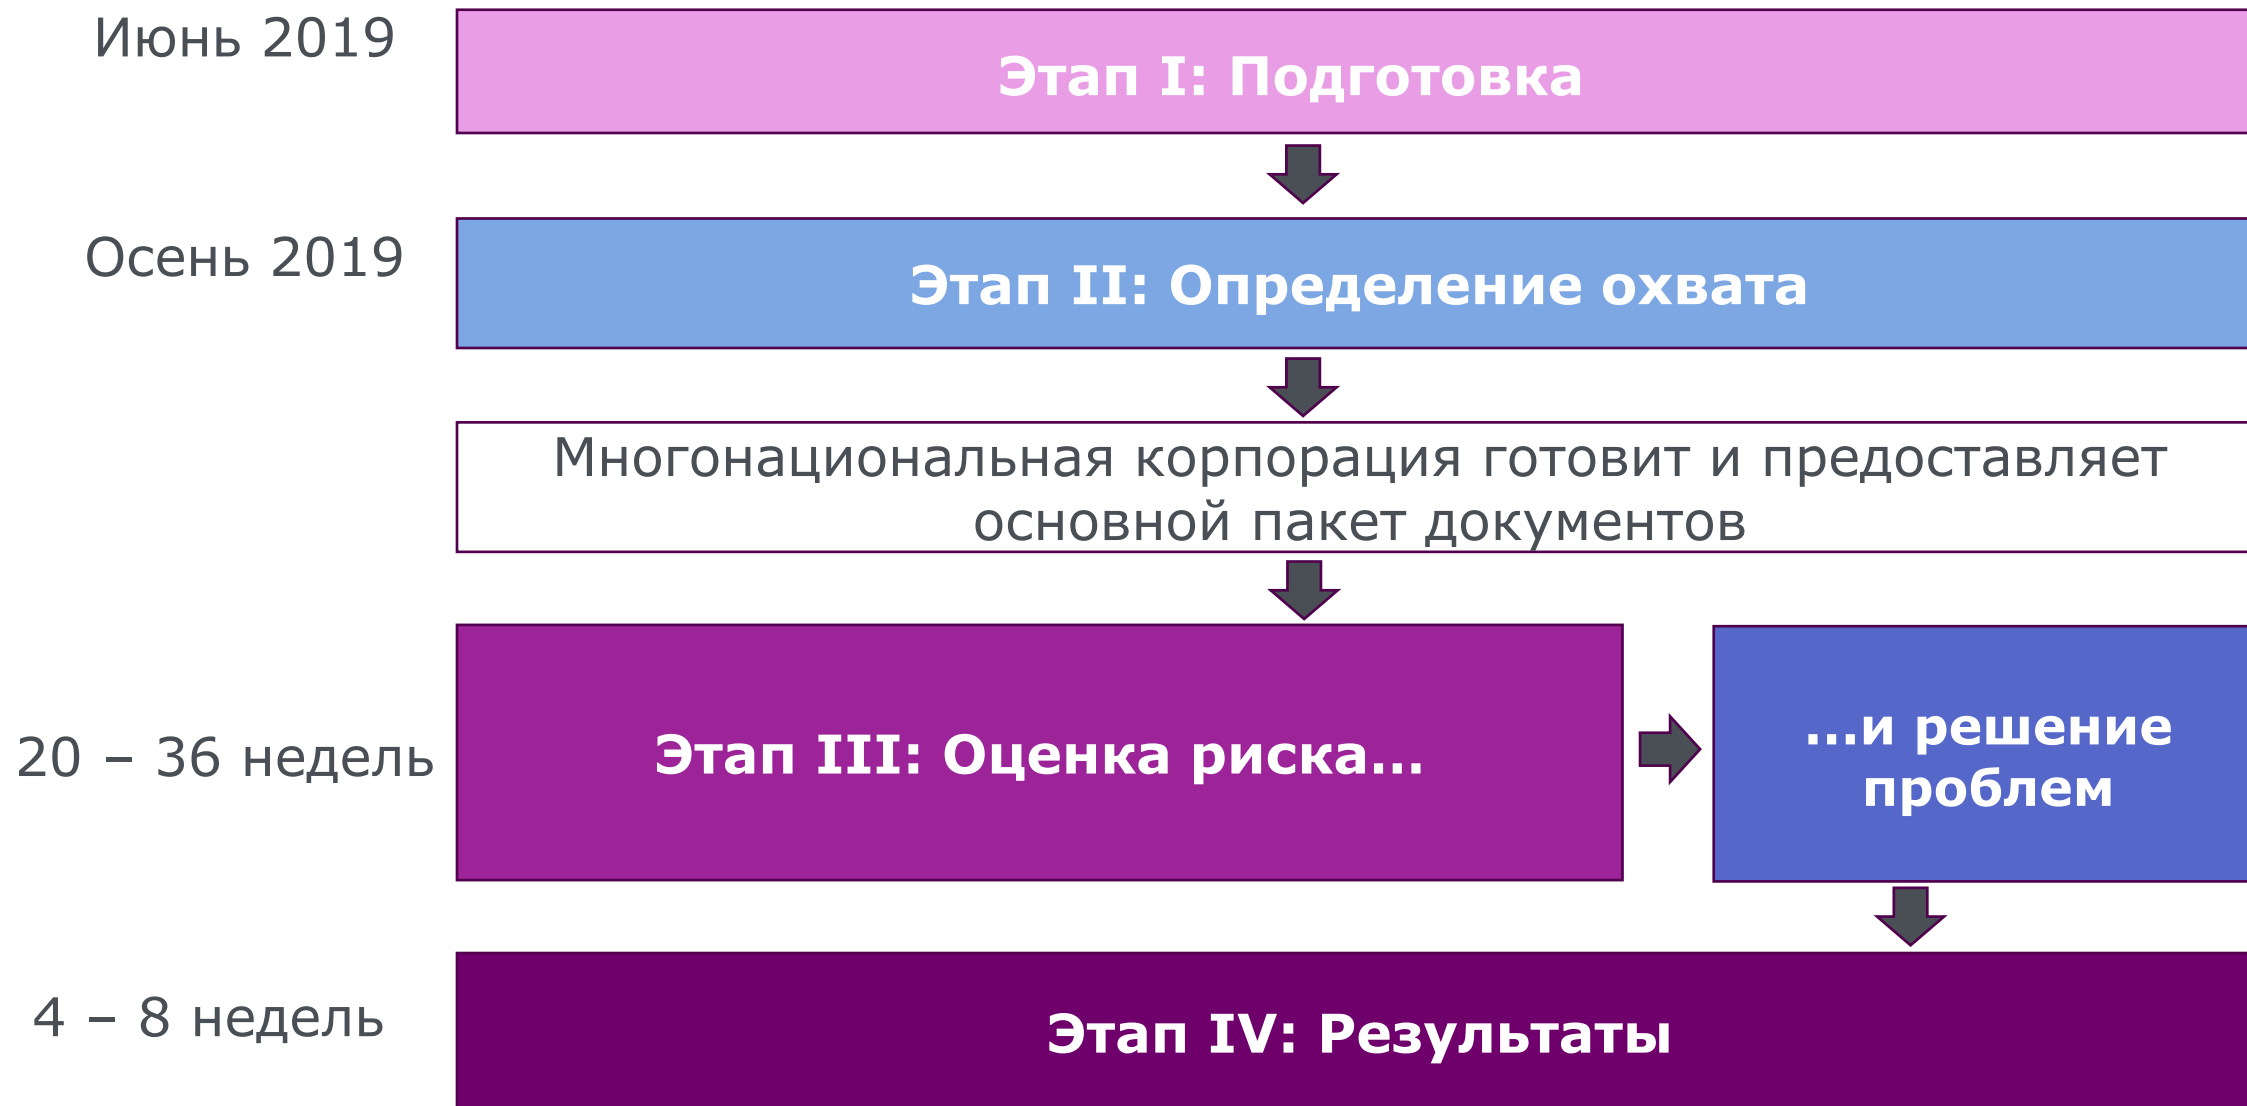 Июнь 2019
Этап I: Подготовка
Осень 2019
Этап II: Определение охвата
Многонациональная корпорация готовит и предоставляет
основной пакет документов
20 – 36 недель
Этап III: Оценка риска...
...и решение
проблем
4 – 8 недель
Этап IV: Результаты